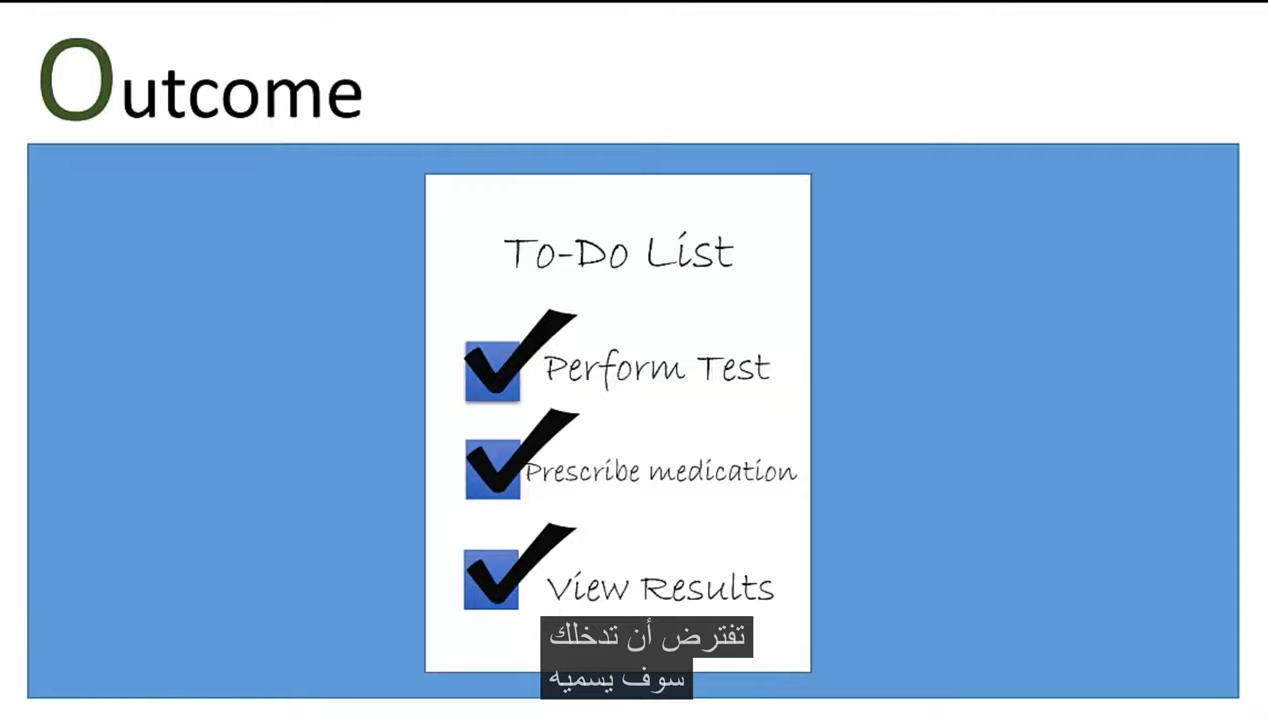 Outcome
To-Do List
Perform Test
Prescribe medication
View Results
تفترض أن تدخلك
سوف يسميه